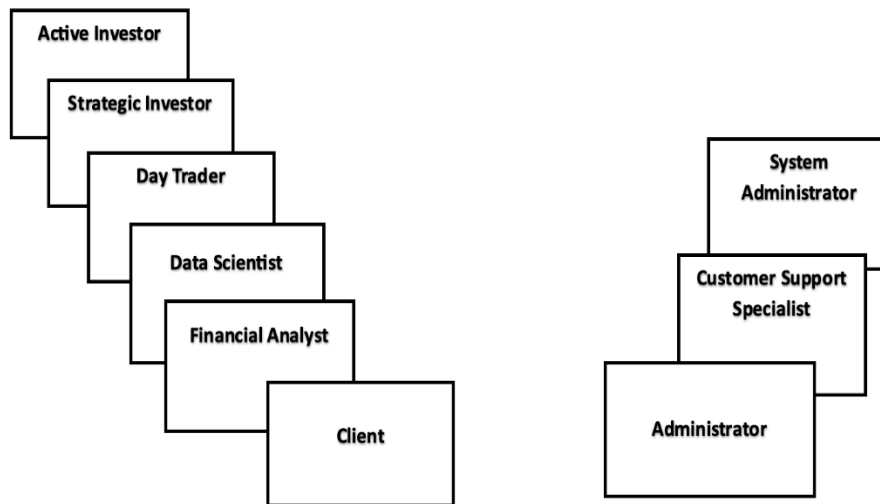 Active Investor
Strategic Investor
Day Trader
Data Scientist
Financial Analyst
Client
System
Administrator
Customer Support
Specialist
Administrator